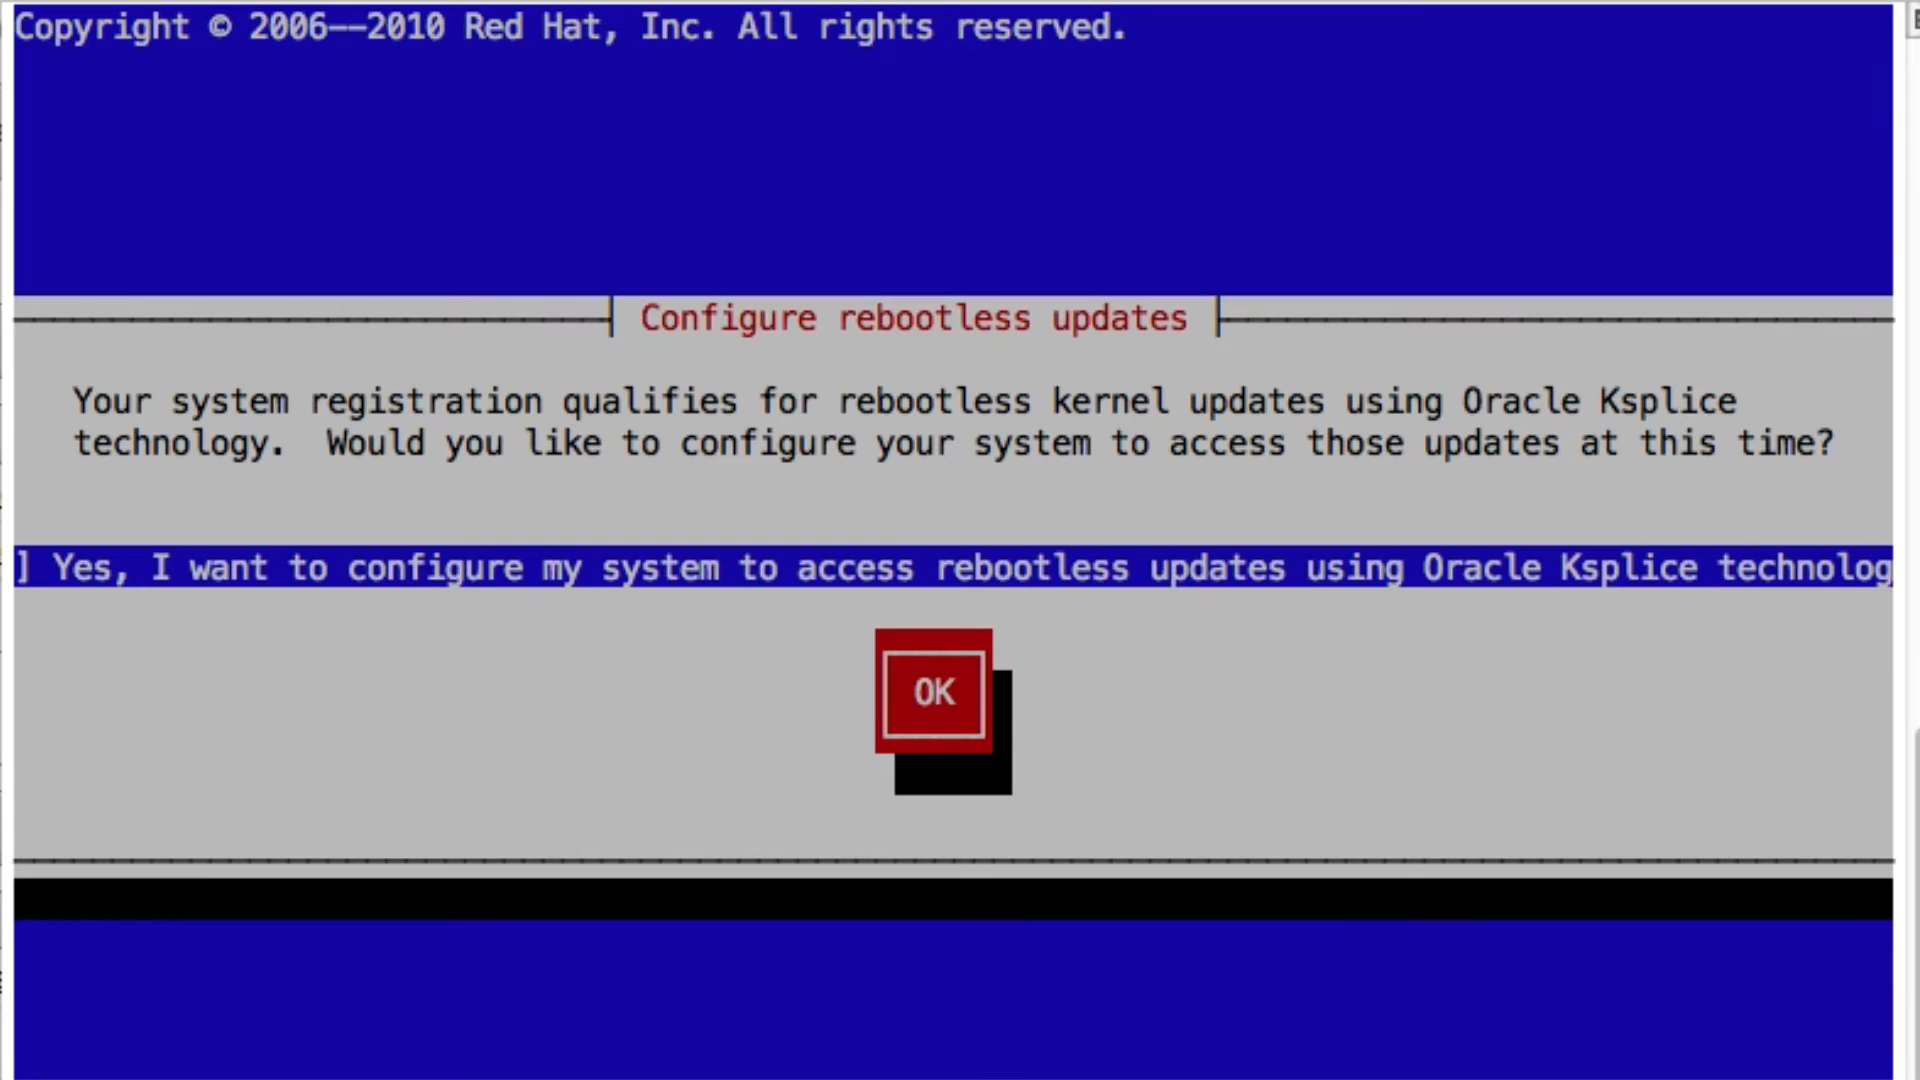 Copyright © 2006--2010 Red Hat, Inc. All rights reserved.
Configure rebootless updates
Your system registration qualifies for rebootless kernel updates using Oracle Ksplice
technology.  Would you like to configure your system to access those updates at this time?
] Yes, I want to configure my system to access rebootless updates using Oracle Ksplice technolog
OK